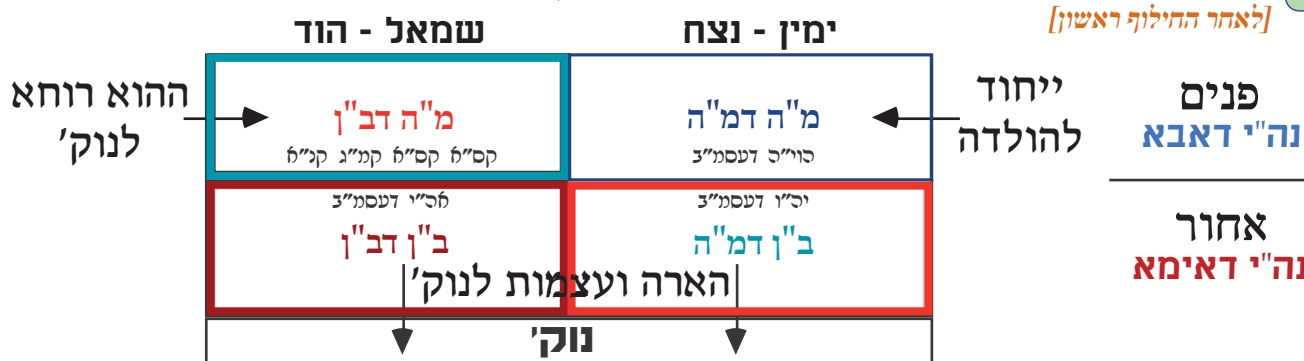 [לאחר החילוף ראשון]
ימין - נצח
שמאל - הוד
פנים
נה"י דאבא
ייחוד
להולדה
מ"ה דמ"ה
הוי"ה דעסמ"ב
מ"ה דב"ן
קס"א קס"א קמ"ג קנ"א
ההוא רוחא
לנוק'
אחור
נה"י דאימא
יה"ו דעסמ"ב
ב"ן דמ"ה
אה"י דעסמ"ב
ב"ן דב"ן
הארה ועצמות לנוק'
נוק'